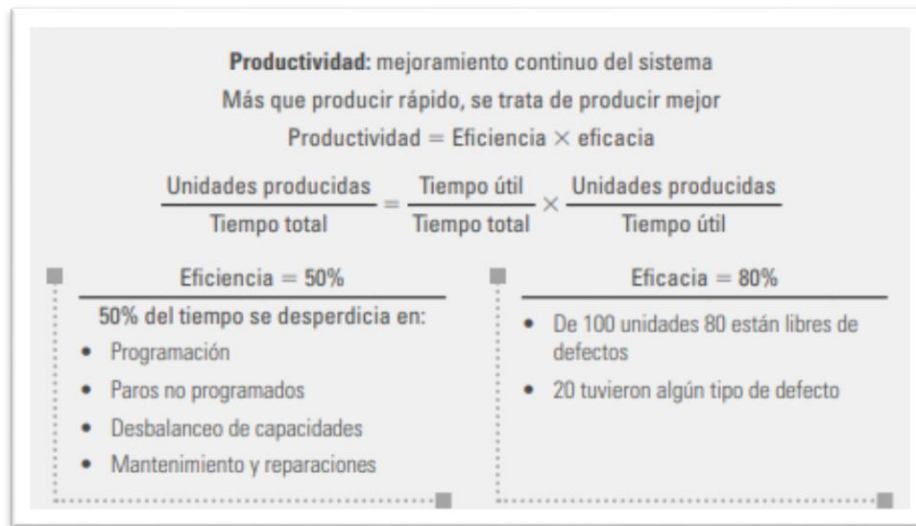 Productividad: mejoramiento continuo del sistema
Más que producir rápido, se trata de producir mejor
Productividad = Eficiencia × eficacia
Unidades producidas / Tiempo total = Tiempo útil / Tiempo total × Unidades producidas / Tiempo útil
Eficiencia = 50%
50% del tiempo se desperdicia en:
• Programación
• Paros no programados
• Desbalanceo de capacidades
• Mantenimiento y reparaciones
Eficacia = 80%
• De 100 unidades 80 están libres de
defectos
• 20 tuvieron algún tipo de defecto